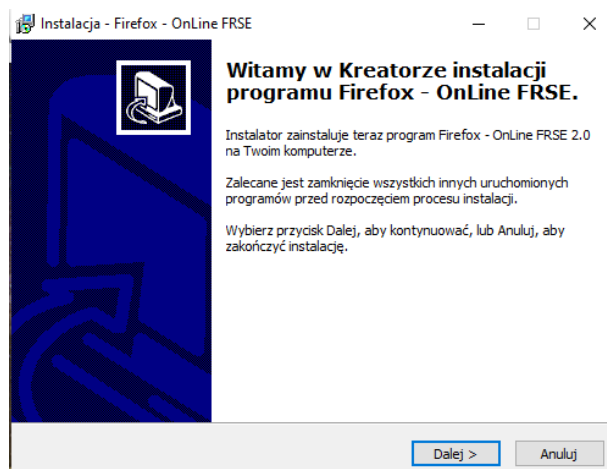 Instalacja - Firefox - OnLine FRSE
Witamy w Kreatorze instalacji
programu Firefox - OnLine FRSE.
Instalator zainstaluje teraz program Firefox - OnLine FRSE 2.0
na Twoim komputerze.
Zalecane jest zamknięcie wszystkich innych uruchomionych
programów przed rozpoczęciem procesu instalacji.
Wybierz przycisk Dalej, aby kontynuować, lub Anuluj, aby
zakończyć instalację.
Dalej >
Anuluj